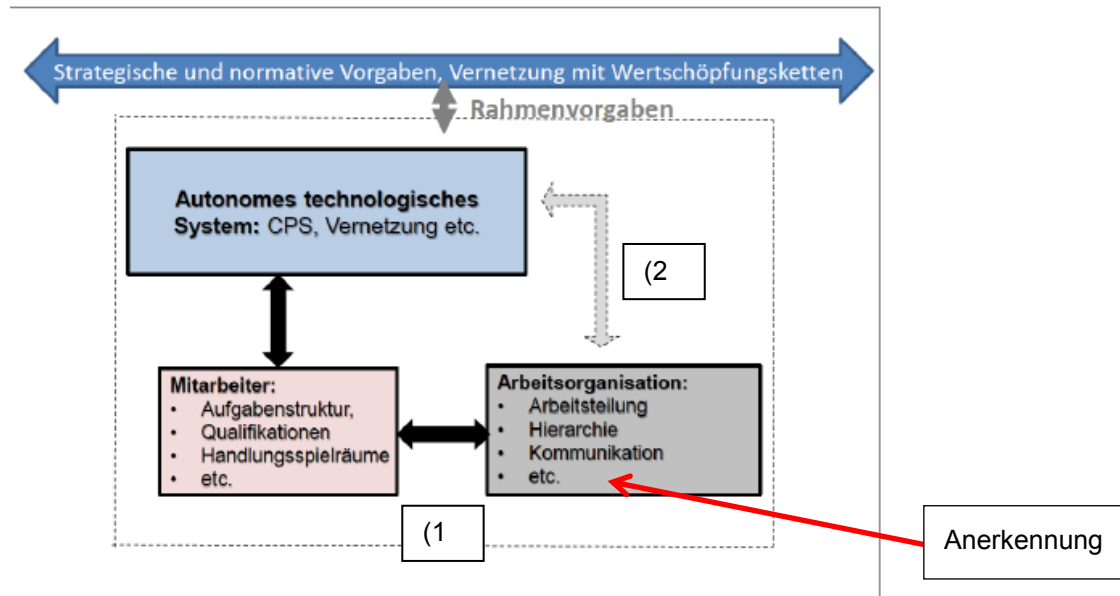 Strategische und normative Vorgaben, Vernetzung mit Wertschöpfungsketten
Rahmenvorgaben
Autonomes technologisches
System: CPS, Vernetzung etc.
(2
Mitarbeiter:
• Aufgabenstruktur,
• Qualifikationen
• Handlungsspielräume
• etc.
Arbeitsorganisation:
• Arbeitsteilung
• Hierarchie
• Kommunikation
• etc.
(1
Anerkennung